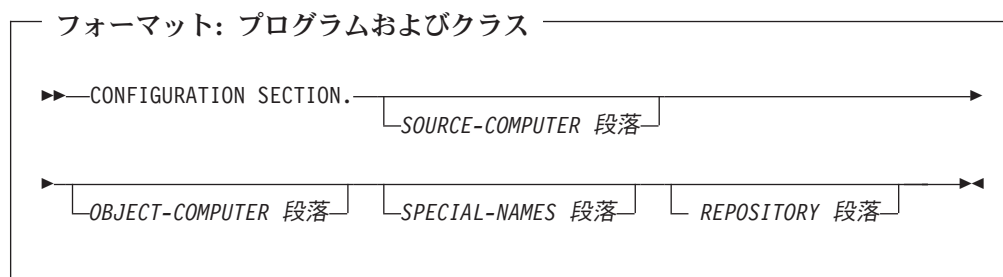 フォーマット: プログラムおよびクラス
CONFIGURATION SECTION.
SOURCE-COMPUTER 段落
OBJECT-COMPUTER 段落 SPECIAL-NAMES 段落 REPOSITORY 段落